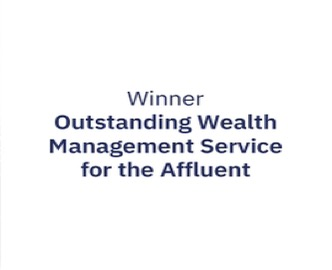 Winner
Outstanding Wealth
Management Service
for the Affluent